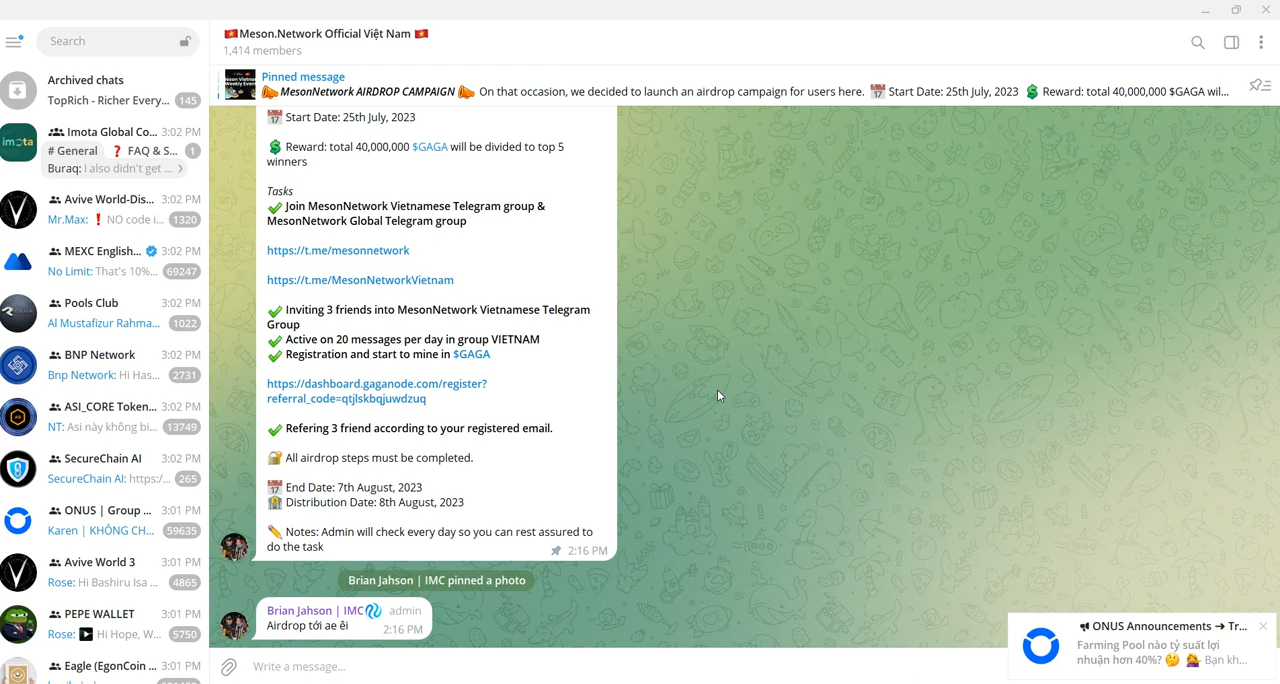 Search
Archived chats
TopRich - Richer Every... 145
Imota Global Co... 3:02 PM
# General ❓ FAQ & S... 1
Buraq: I also didn't get ...
imota
Avive World-Dis... 3:02 PM
Mr.Max: ❗ NO code i... 1320
MEXC English... 3:02 PM
No Limit: That's 10%... 69247
Pools Club 3:02 PM
Al Mustafizur Rahma... 1022
BNP Network 3:02 PM
Bnp Network: Hi Has... 2731
ASI_CORE Token... 3:02 PM
NT: Asi này không bi... 13749
SecureChain AI 3:02 PM
SecureChain AI: https:/... 265
ONUS | Group ... 3:01 PM
Karen | KHÔNG CH... 59635
Avive World 3 3:01 PM
Rose: Hi Bashiru Isa ... 4865
PEPE WALLET 3:01 PM
Rose: Hi Hope, W... 5750
Eagle (EgonCoin ... 3:01 PM
🇻🇳Meson.Network Official Việt Nam 🇻🇳
1,414 members
Pinned message
📣MesonNetwork AIRDROP CAMPAIGN 📣 On that occasion, we decided to launch an airdrop campaign for users here. 📅 Start Date: 25th July, 2023 💲 Reward: total 40,000,000 $GAGA wil...
📅 Start Date: 25th July, 2023
💲 Reward: total 40,000,000 $GAGA will be divided to top 5
winners
Tasks
✅ Join MesonNetwork Vietnamese Telegram group &
MesonNetwork Global Telegram group
https://t.me/mesonnetwork
https://t.me/MesonNetworkVietnam
✅ Inviting 3 friends into MesonNetwork Vietnamese Telegram
Group
✅ Active on 20 messages per day in group VIETNAM
✅ Registration and start to mine in $GAGA
https://dashboard.gaganode.com/register?
referral_code=qtjlskbqjuwdzuq
✅ Refering 3 friend according to your registered email.
🔐 All airdrop steps must be completed.
📅 End Date: 7th August, 2023
🏦 Distribution Date: 8th August, 2023
✏️ Notes: Admin will check every day so you can rest assured to
do the task
2:16 PM
Brian Jahson | IMC pinned a photo
Brian Jahson | IMC admin
Airdrop tới ae êi
2:16 PM
Write a message...
ONUS Announcements ➔ Tr...
Farming Pool nào tỷ suất lợi
nhuận hơn 40%? 🤔 💁‍♀️ Bạn kh...